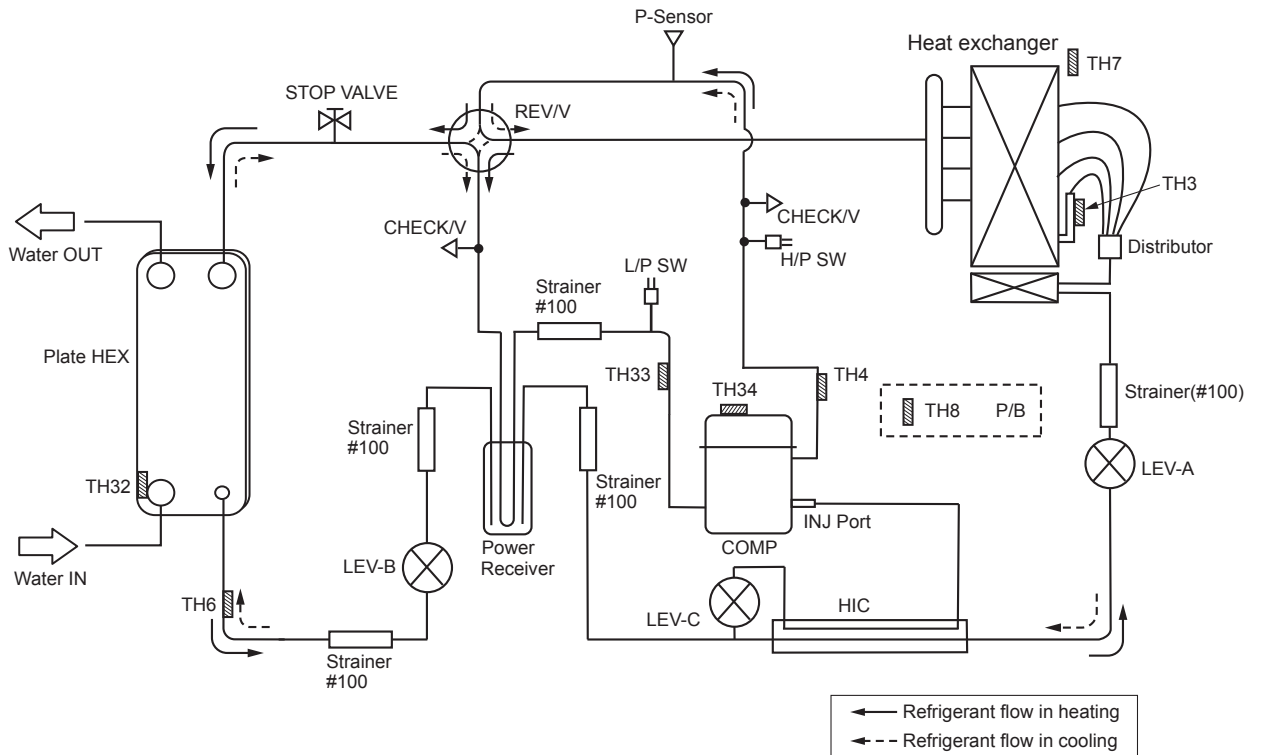 P-Sensor
Heat exchanger
TH7
STOP VALVE
REV/V
TH3
CHECK/V
CHECK/V
Water OUT
Distributor
H/P SW
L/P SW
Strainer
#100
Plate HEX
TH33
TH4
TH34
Strainer(#100)
TH8
P/B
Strainer
#100
LEV-A
TH32
Strainer
#100
INJ Port
COMP
Power
Receiver
LEV-B
Water IN
TH6
HIC
LEV-C
Strainer
#100
Refrigerant flow in heating
Refrigerant flow in cooling